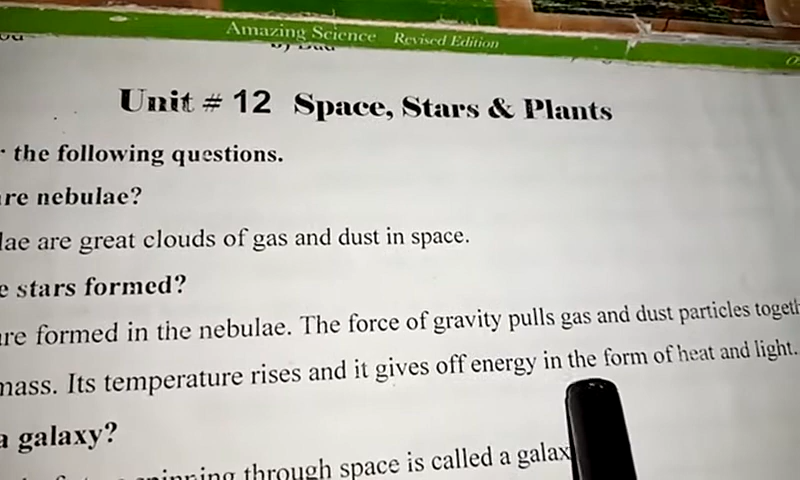 Amazing Science Revised Edition
Unit # 12 Space, Stars & Plants
the following questions.
re nebulae?
lae are great clouds of gas and dust in space.
e stars formed?
re formed in the nebulae. The force of gravity pulls gas and dust particles togeth
mass. Its temperature rises and it gives off energy in the form of heat and light.
a galaxy?
spinning through space is called a galax